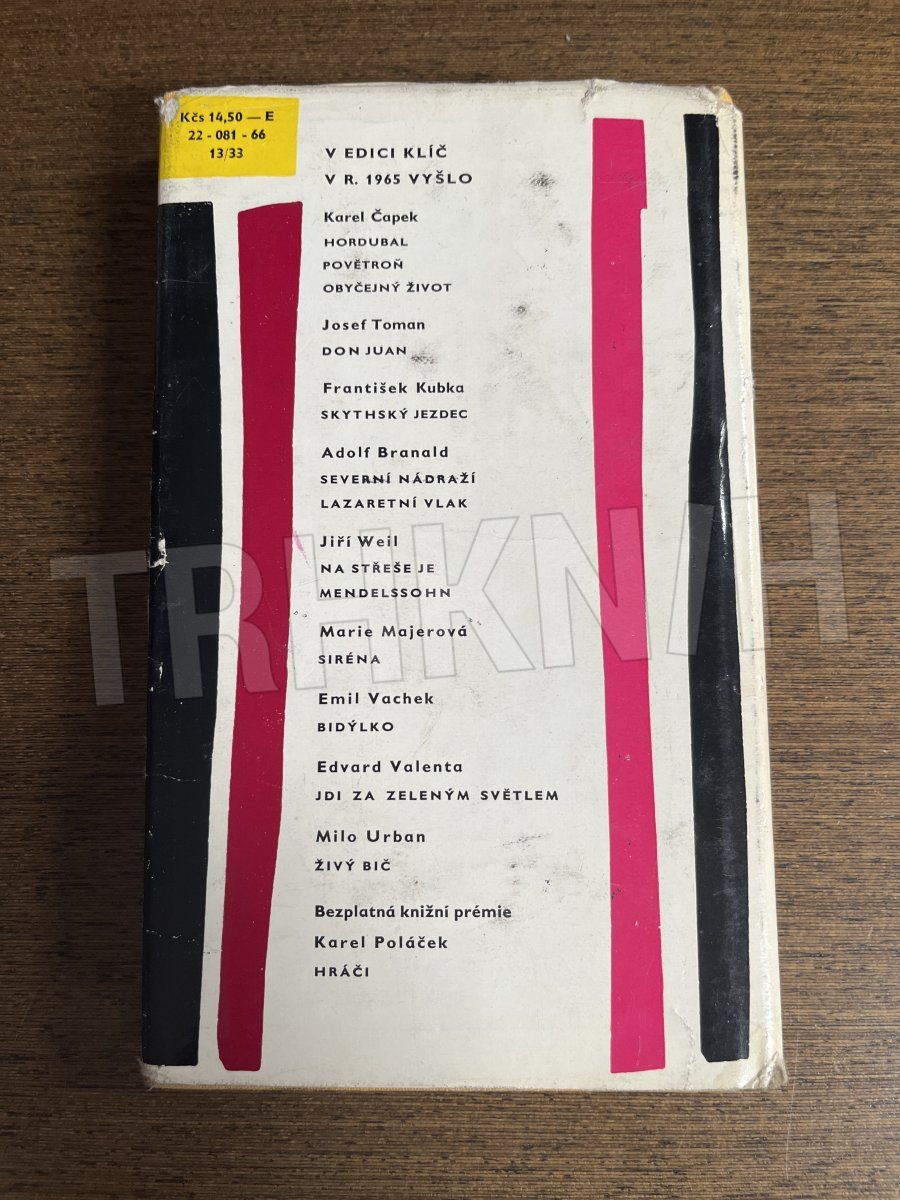 Kčs 14,50 — E
22 - 081 - 66
13/33
V EDICI KLÍČ
V R. 1965 VYŠLO
Karel Čapek
HORDUBAL
POVĚTROŇ
OBYČEJNÝ ŽIVOT
Josef Toman
DON JUAN
František Kubka
SKYTHSKÝ JEZDEC
Adolf Branald
SEVERNÍ NÁDRAŽÍ
LAZARETNÍ VLAK
Jiří Weil
NA STŘEŠE JE
MENDELSSOHN
Marie Majerová
SIRÉNA
Emil Vachek
BIDÝLKO
Edvard Valenta
JDI ZA ZELENÝM SVĚTLEM
Milo Urban
ŽIVÝ BIČ
Bezplatná knižní prémie
Karel Poláček
HRÁČI
TRHKNIH